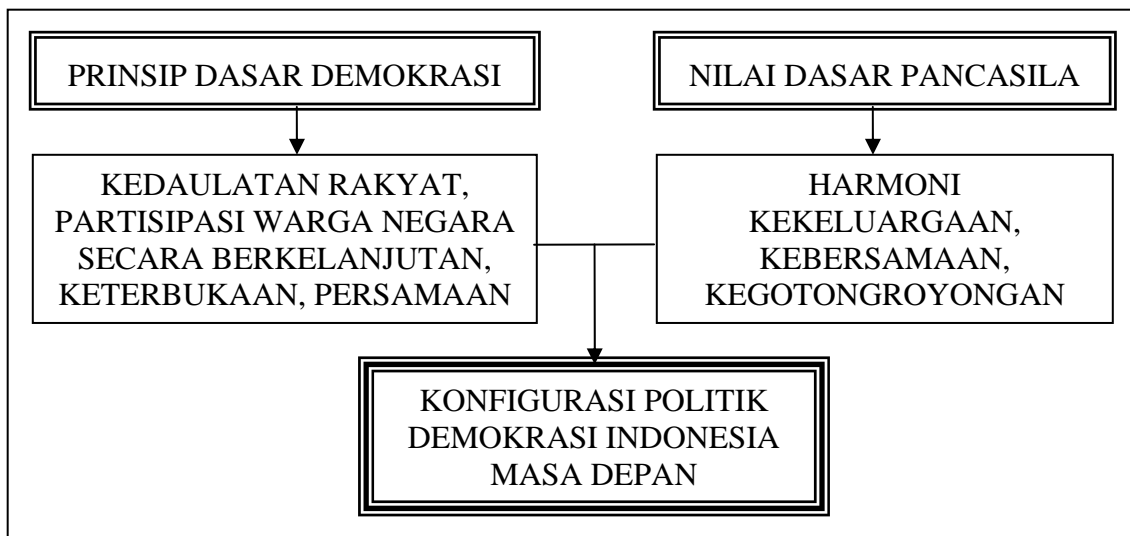 PRINSIP DASAR DEMOKRASI
NILAI DASAR PANCASILA
KEDAULATAN RAKYAT,
PARTISIPASI WARGA NEGARA
SECARA BERKELANJUTAN,
KETERBUKAAN, PERSAMAAN
HARMONI
KEKELUARGAAN,
KEBERSAMAAN,
KEGOTONGROYONGAN
KONFIGURASI POLITIK
DEMOKRASI INDONESIA
MASA DEPAN